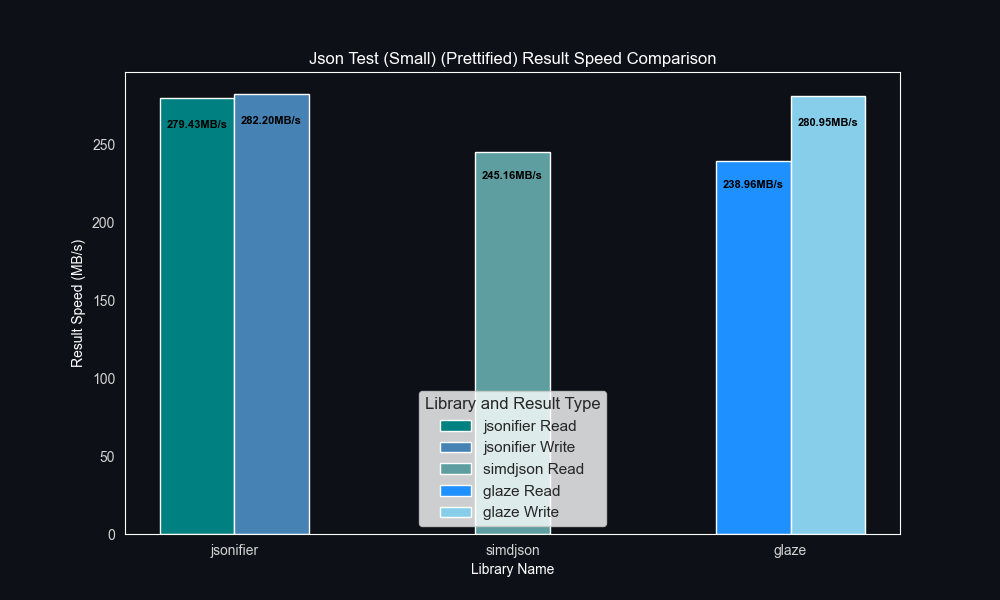 Json Test (Small) (Prettified) Result Speed Comparison
Result Speed (MB/s)
250
200
150
100
50
0
279.43MB/s
282.20MB/s
245.16MB/s
238.96MB/s
280.95MB/s
Library and Result Type
jsonifier Read
jsonifier Write
simdjson Read
glaze Read
glaze Write
jsonifier
simdjson
glaze
Library Name